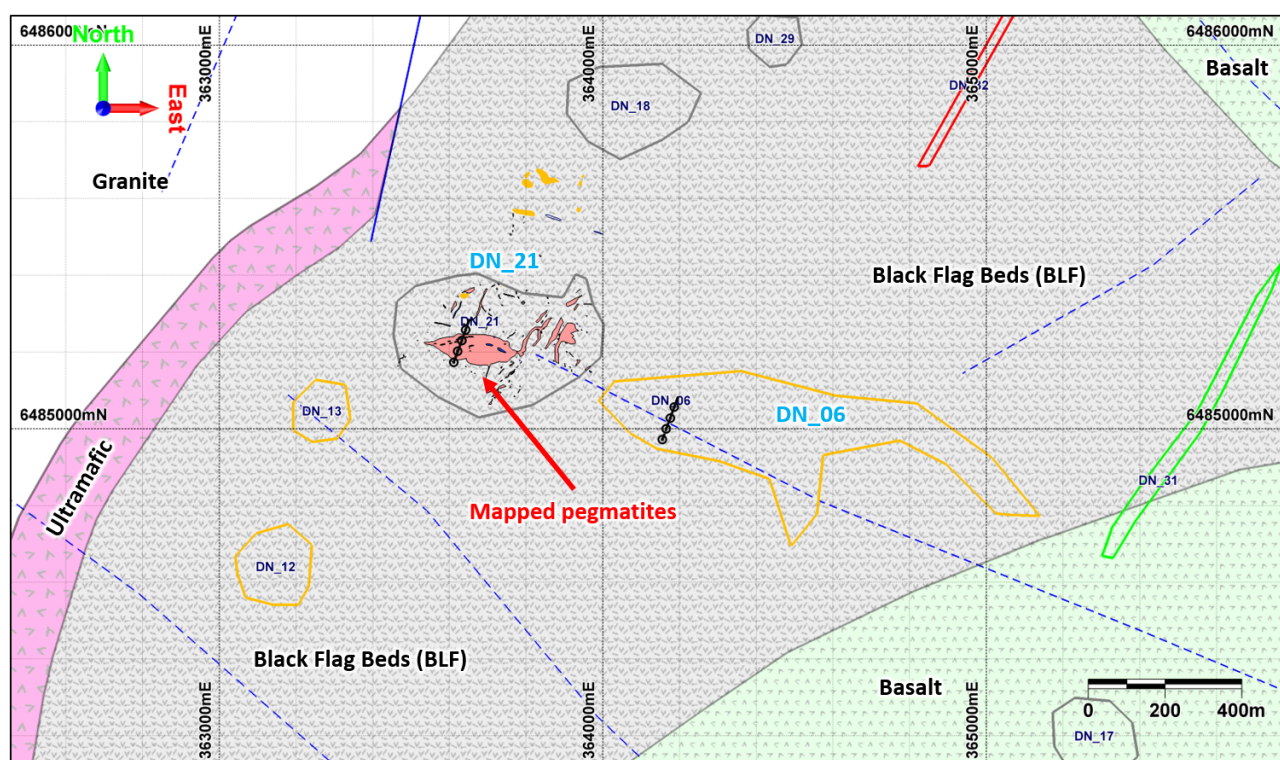 648600
North
363000mE
364000mE
DN_29
365000mE
6486000mN
Basalt
DN_18
East
Granite
DN_21
Black Flag Beds (BLF)
DN_21
DN_13
DN_06
DN_06
6485000mN
6485000mN
Ultramafic
Mapped pegmatites
DN_31
DN_12
Black Flag Beds (BLF)
Basalt
363000mE
364000mE
365000mE
0 200 400m
DN_17